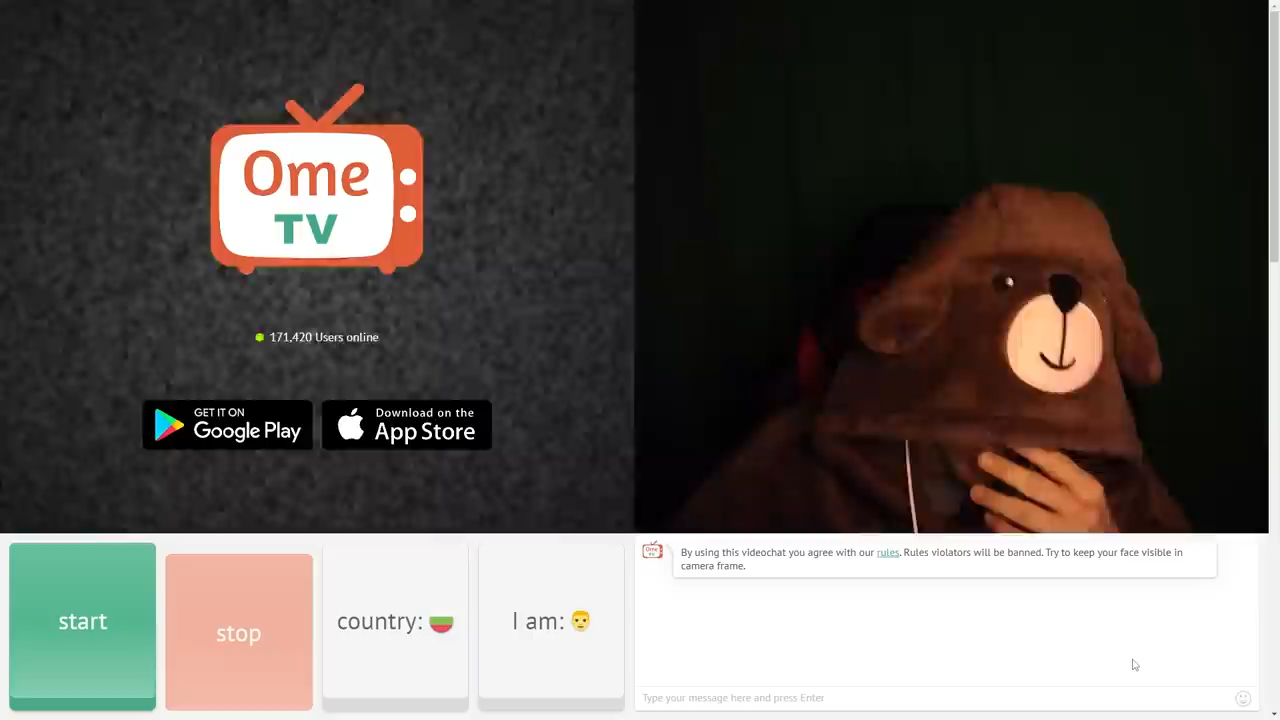 Ome
TV
171,420 Users online
GET IT ON
Google Play
Download on the
App Store
start
stop
country:
I am:
Ome
TV
By using this videochat you agree with our rules. Rules violators will be banned. Try to keep your face visible in
camera frame.
Type your message here and press Enter